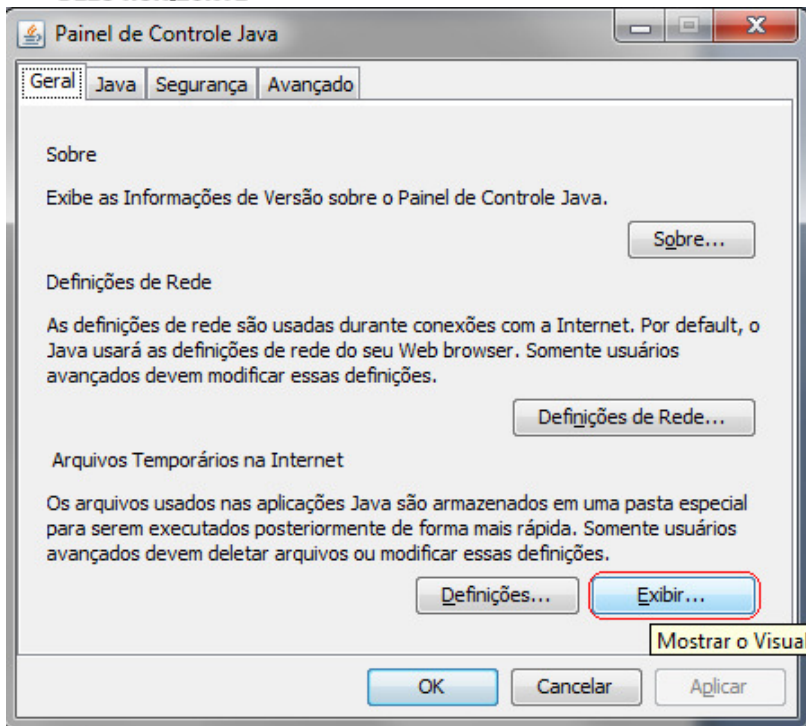 Painel de Controle Java
Geral Java Segurança Avançado
Sobre
Exibe as Informações de Versão sobre o Painel de Controle Java.
Sobre...
Definições de Rede
As definições de rede são usadas durante conexões com a Internet. Por default, o
Java usará as definições de rede do seu Web browser. Somente usuários
avançados devem modificar essas definições.
Definições de Rede...
Arquivos Temporários na Internet
Os arquivos usados nas aplicações Java são armazenados em uma pasta especial
para serem executados posteriormente de forma mais rápida. Somente usuários
avançados devem deletar arquivos ou modificar essas definições.
Definições... Exibir...
Mostrar o Visua
OK Cancelar Aplicar